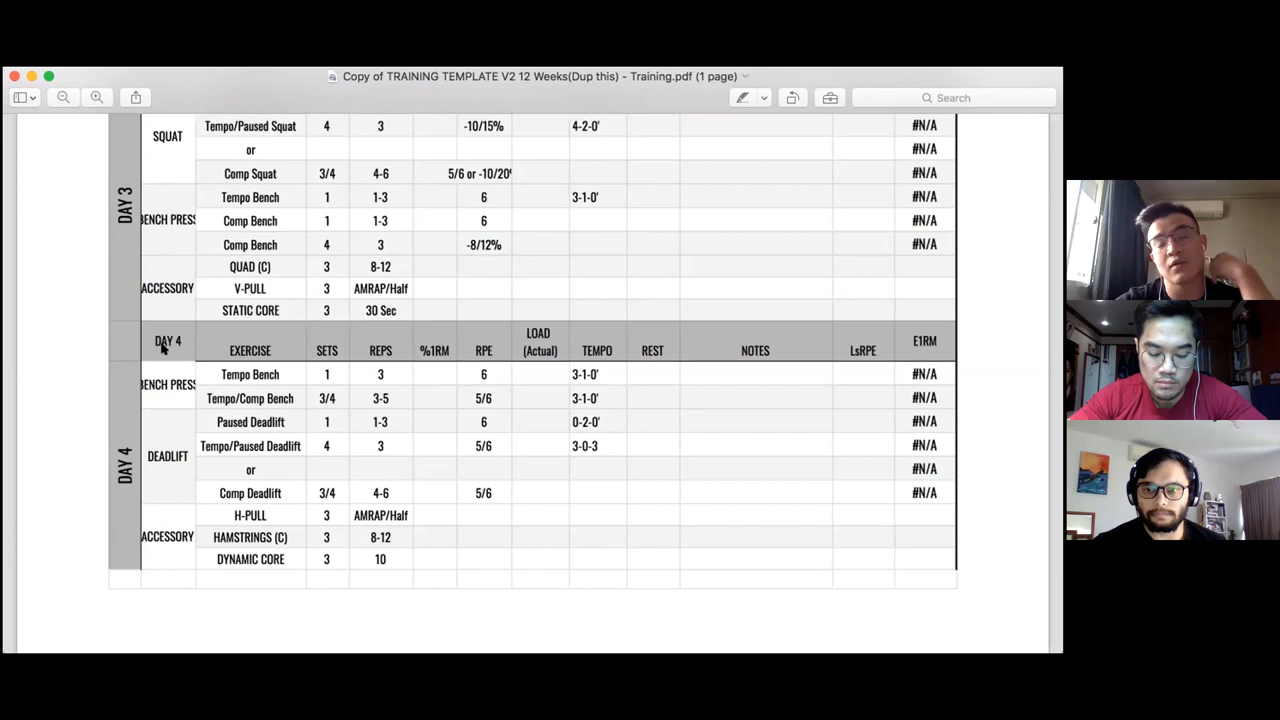 Copy of TRAINING TEMPLATE V2 12 Weeks(Dup this) - Training.pdf (1 page)
Search
DAY 3
SQUAT
Tempo/Paused Squat 4 3 -10/15% 4-2-0' #N/A
or #N/A
Comp Squat 3/4 4-6 5/6 or -10/20 #N/A
BENCH PRESS
Tempo Bench 1 1-3 6 3-1-0' #N/A
Comp Bench 1 1-3 6 #N/A
Comp Bench 4 3 -8/12% #N/A
ACCESSORY
QUAD (C) 3 8-12
V-PULL 3 AMRAP/Half
STATIC CORE 3 30 Sec
DAY 4 EXERCISE SETS REPS %1RM RPE LOAD (Actual) TEMPO REST NOTES LsRPE E1RM
DAY 4
BENCH PRESS
Tempo Bench 1 3 6 3-1-0' #N/A
Tempo/Comp Bench 3/4 3-5 5/6 3-1-0' #N/A
DEADLIFT
Paused Deadlift 1 1-3 6 0-2-0' #N/A
Tempo/Paused Deadlift 4 3 5/6 3-0-3 #N/A
or #N/A
Comp Deadlift 3/4 4-6 5/6 #N/A
ACCESSORY
H-PULL 3 AMRAP/Half
HAMSTRINGS (C) 3 8-12
DYNAMIC CORE 3 10